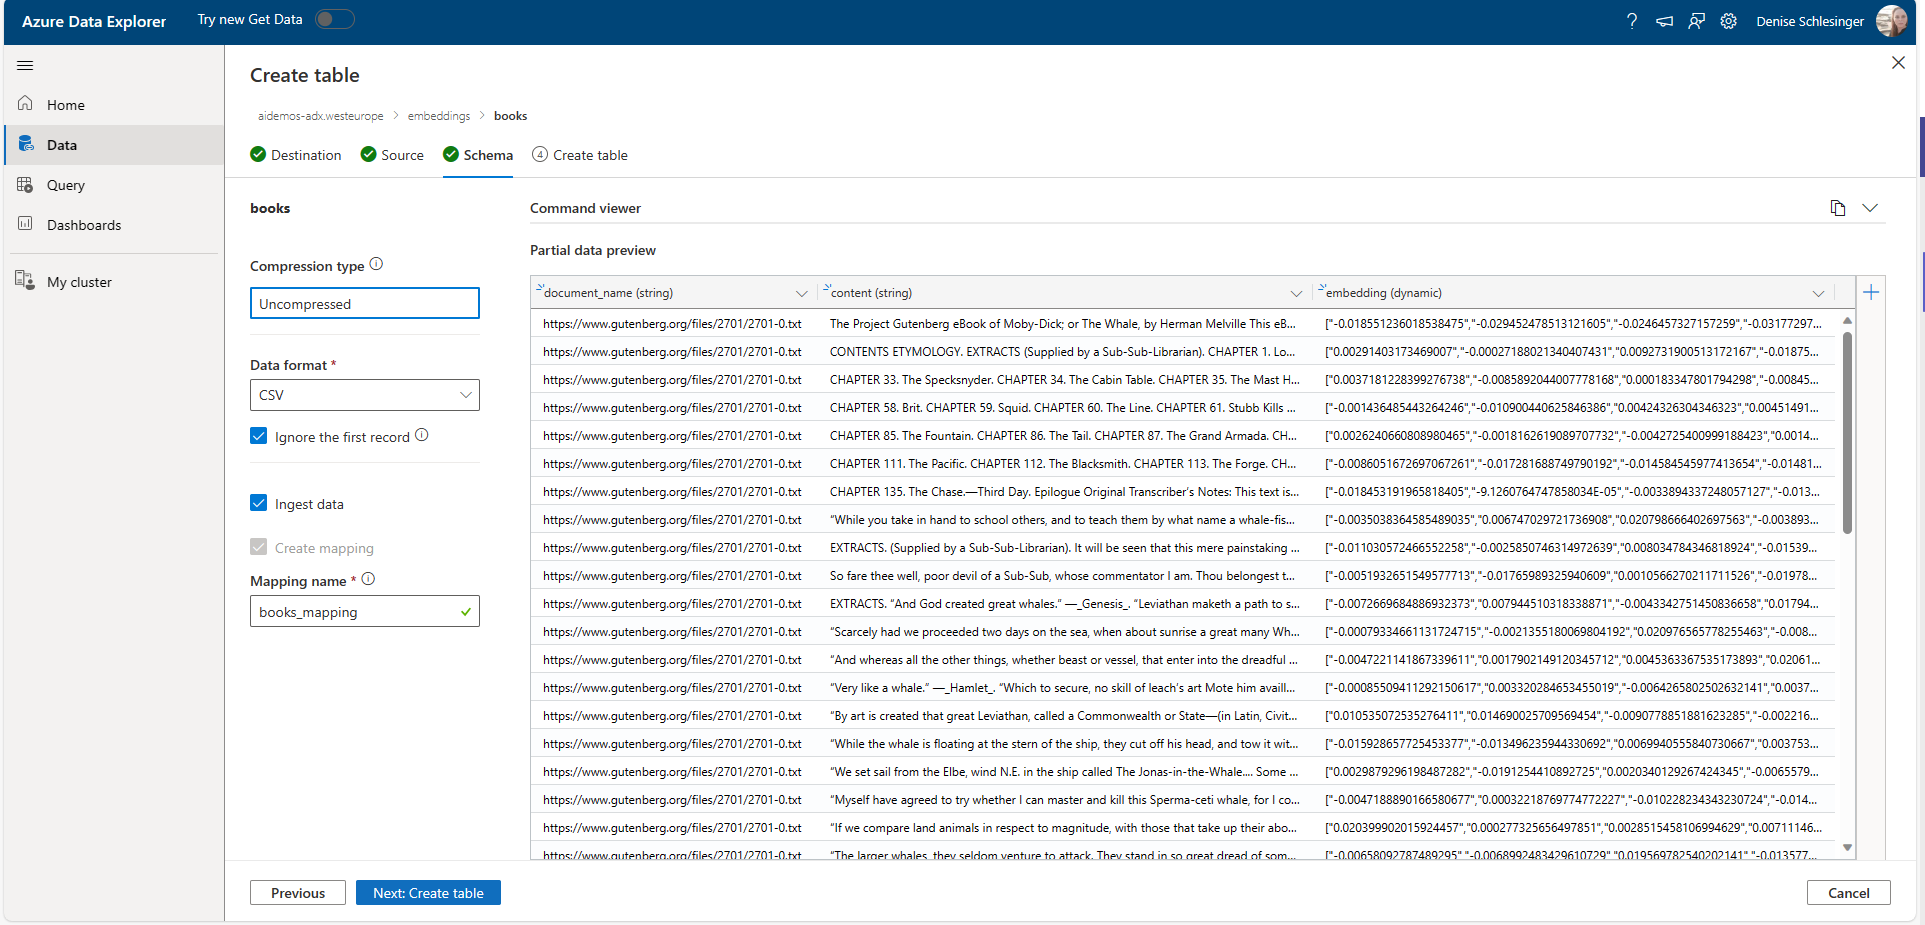 Azure Data Explorer
Try new Get Data
Denise Schlesinger
Home
Data
Query
Dashboards
My cluster
Create table
aidemos-adx.westeurope > embeddings > books
Destination
Source
Schema
4 Create table
books
Compression type
Uncompressed
Data format *
CSV
Ignore the first record
Ingest data
Create mapping
Mapping name *
books_mapping
Command viewer
Partial data preview
document_name (string) content (string) embedding (dynamic)
https://www.gutenberg.org/files/2701/2701-0.txt The Project Gutenberg eBook of Moby-Dick; or The Whale, by Herman Melville This eB... ["-0.018551236018538475","-0.029452478513121605","-0.0246457327157259","-0.03177297...
https://www.gutenberg.org/files/2701/2701-0.txt CONTENTS ETYMOLOGY. EXTRACTS (Supplied by a Sub-Sub-Librarian). CHAPTER 1. Lo... ["0.00291403173469007","-0.00027188021340407431","0.0092731900513172167","-0.01875...
https://www.gutenberg.org/files/2701/2701-0.txt CHAPTER 33. The Specksnyder. CHAPTER 34. The Cabin Table. CHAPTER 35. The Mast H... ["0.0037181228399276738","-0.0085892044007778168","0.000183347801794298","-0.00845...
https://www.gutenberg.org/files/2701/2701-0.txt CHAPTER 58. Brit. CHAPTER 59. Squid. CHAPTER 60. The Line. CHAPTER 61. Stubb Kills ... ["-0.001436485443264246","-0.010900440625846386","0.00424326304346323","0.00451491...
https://www.gutenberg.org/files/2701/2701-0.txt CHAPTER 85. The Fountain. CHAPTER 86. The Tail. CHAPTER 87. The Grand Armada. CH... ["0.0026240660808980465","-0.0018162619089707732","-0.0042725400999188423","0.0014...
https://www.gutenberg.org/files/2701/2701-0.txt CHAPTER 111. The Pacific. CHAPTER 112. The Blacksmith. CHAPTER 113. The Forge. CH... ["-0.0086051672697067261","-0.017281688749790192","-0.014584545977413654","-0.01481...
https://www.gutenberg.org/files/2701/2701-0.txt CHAPTER 135. The Chase.—Third Day. Epilogue Original Transcriber’s Notes: This text is... ["-0.018453191965818405","-9.1260764747858034E-05","-0.0033894337248057127","-0.013...
https://www.gutenberg.org/files/2701/2701-0.txt “While you take in hand to school others, and to teach them by what name a whale-fis... ["-0.0035038364585489035","0.006747029721736908","0.020798666402697563","-0.003893...
https://www.gutenberg.org/files/2701/2701-0.txt EXTRACTS. (Supplied by a Sub-Sub-Librarian). It will be seen that this mere painstaking ... ["-0.011030572466552258","-0.0025850746314972639","0.008034784346818924","-0.01539...
https://www.gutenberg.org/files/2701/2701-0.txt So fare thee well, poor devil of a Sub-Sub, whose commentator I am. Thou belongest t... ["-0.0051932651549577713","-0.01765989325940609","0.0010566270211711526","-0.01978...
https://www.gutenberg.org/files/2701/2701-0.txt EXTRACTS. “And God created great whales.” —_Genesis_. “Leviathan maketh a path to s... ["-0.0072669684886932373","0.007944510318338871","-0.0043342751450836658","0.01794...
https://www.gutenberg.org/files/2701/2701-0.txt “Scarcely had we proceeded two days on the sea, when about sunrise a great many Wh... ["-0.00079334661131724715","-0.0021355180069804192","0.020976565778255463","-0.008...
https://www.gutenberg.org/files/2701/2701-0.txt “And whereas all the other things, whether beast or vessel, that enter into the dreadful ... ["-0.0047221141867339611","0.0017902149120345712","0.0045363367535173893","0.02061...
https://www.gutenberg.org/files/2701/2701-0.txt “Very like a whale.” —_Hamlet_. “Which to secure, no skill of leach’s art Mote him availl... ["-0.00085509411292150617","0.003320284653455019","-0.0064265802502632141","0.0037...
https://www.gutenberg.org/files/2701/2701-0.txt “By art is created that great Leviathan, called a Commonwealth or State—(in Latin, Civit... ["0.010535072535276411","0.014690025709569454","-0.0090778851881623285","-0.002216...
https://www.gutenberg.org/files/2701/2701-0.txt “While the whale is floating at the stern of the ship, they cut off his head, and tow it wit... ["-0.015928657725453377","-0.013496235944330692","0.0069940555840730667","0.003753...
https://www.gutenberg.org/files/2701/2701-0.txt “We set sail from the Elbe, wind N.E. in the ship called The Jonas-in-the-Whale.... Some ... ["0.0029879296198487282","-0.0191254410892725","0.0020340129267424345","-0.0065579...
https://www.gutenberg.org/files/2701/2701-0.txt “Myself have agreed to try whether I can master and kill this Sperma-ceti whale, for I co... ["-0.0047188890166580677","0.00032218769774772227","-0.010228234343230724","-0.014...
https://www.gutenberg.org/files/2701/2701-0.txt “If we compare land animals in respect to magnitude, with those that take up their abo... ["0.020399902015924457","0.000277325656497851","0.0028515458106994629","0.00711146...
https://www.gutenberg.org/files/2701/2701-0.txt “The larger whales, they seldom venture to attack. They stand in so great dread of som... ["-0.00658092787489295","-0.0068992483429610729","0.019569782540202141","-0.013577...
Previous
Next: Create table
Cancel